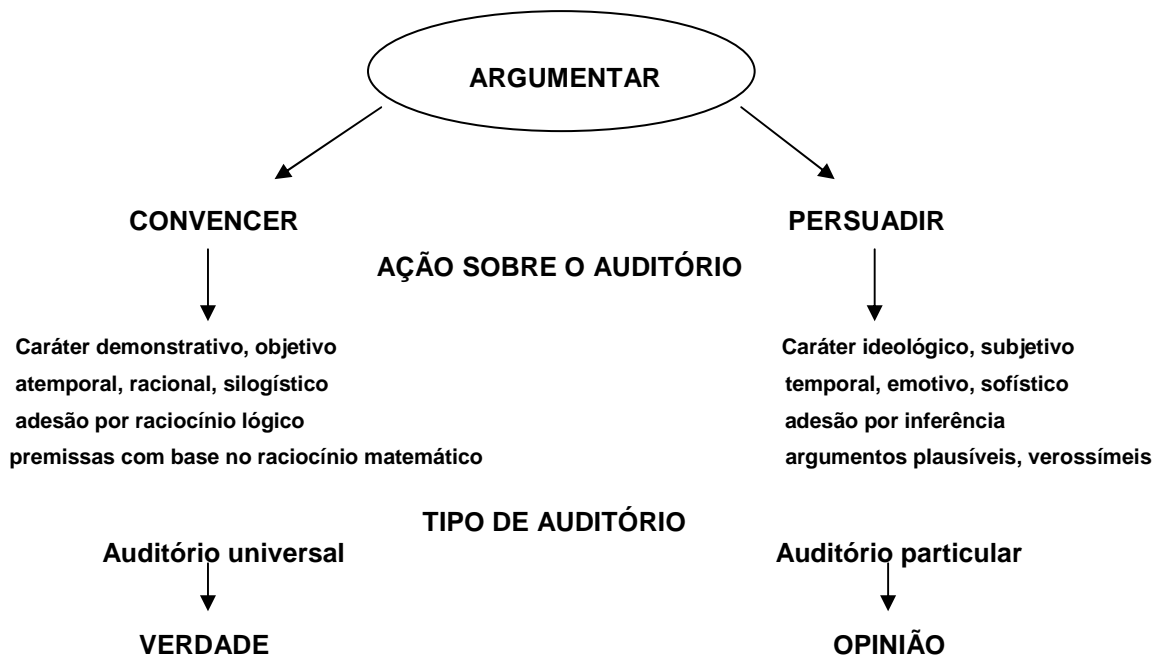 ARGUMENTAR
CONVENCER
PERSUADIR
AÇÃO SOBRE O AUDITÓRIO
Caráter demonstrativo, objetivo
atemporal, racional, silogístico
adesão por raciocínio lógico
premissas com base no raciocínio matemático
Caráter ideológico, subjetivo
temporal, emotivo, sofístico
adesão por inferência
argumentos plausíveis, verossímeis
TIPO DE AUDITÓRIO
Auditório universal
Auditório particular
VERDADE
OPINIÃO